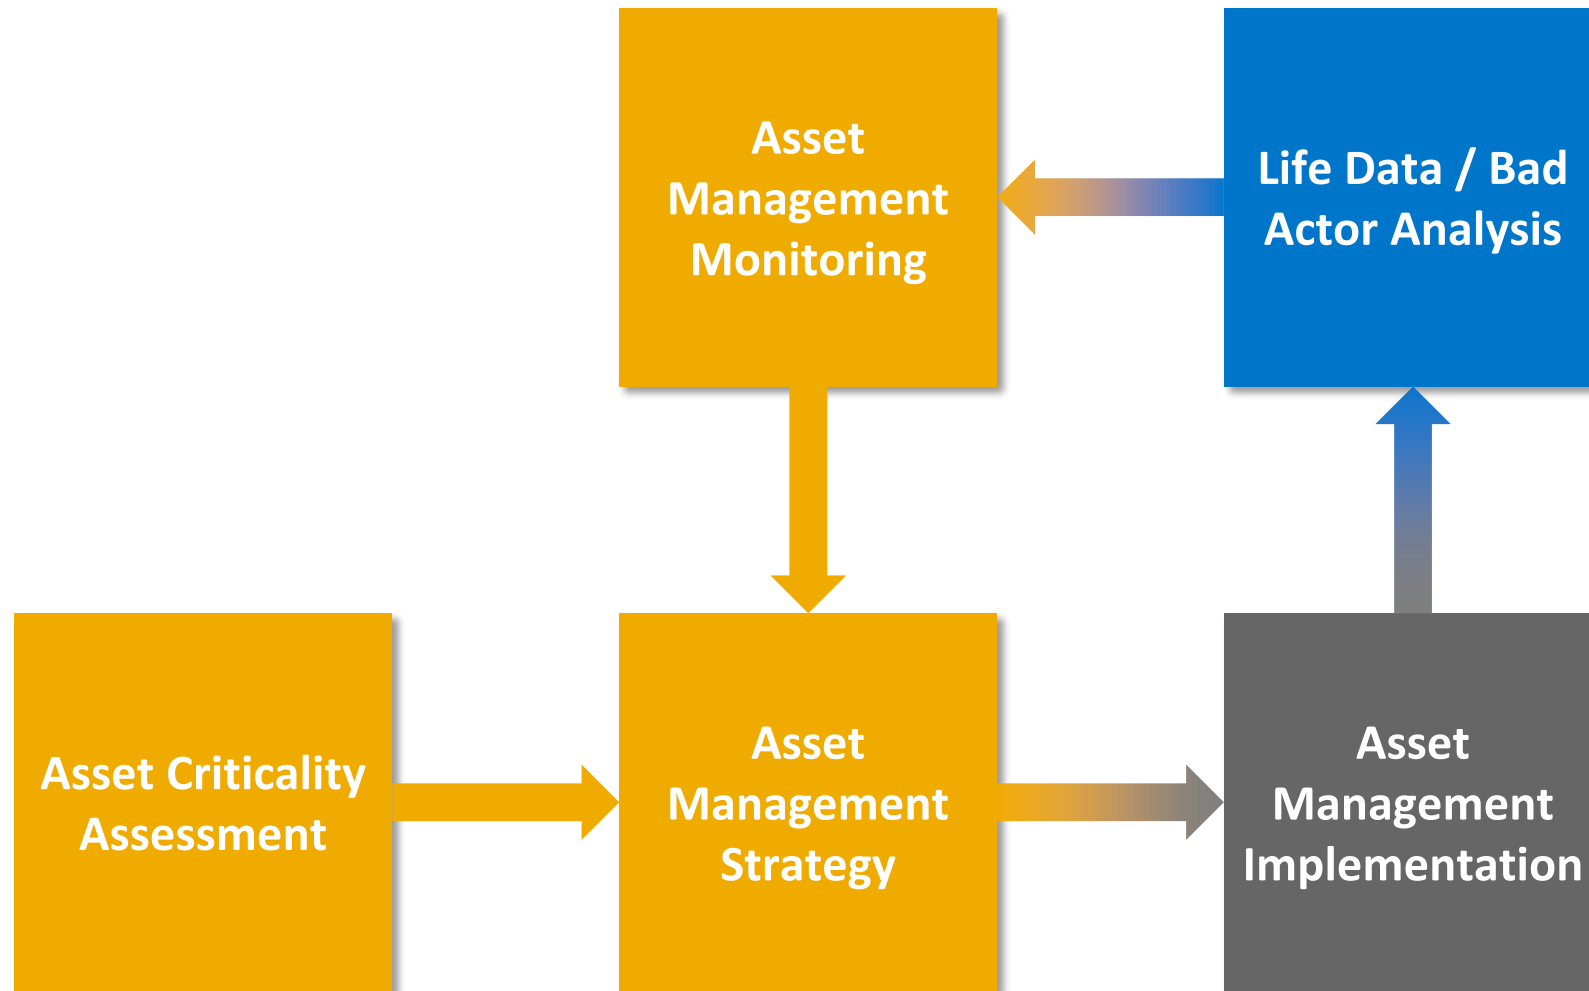 Asset
Management
Monitoring
Life Data / Bad
Actor Analysis
Asset Criticality
Assessment
Asset
Management
Strategy
Asset
Management
Implementation